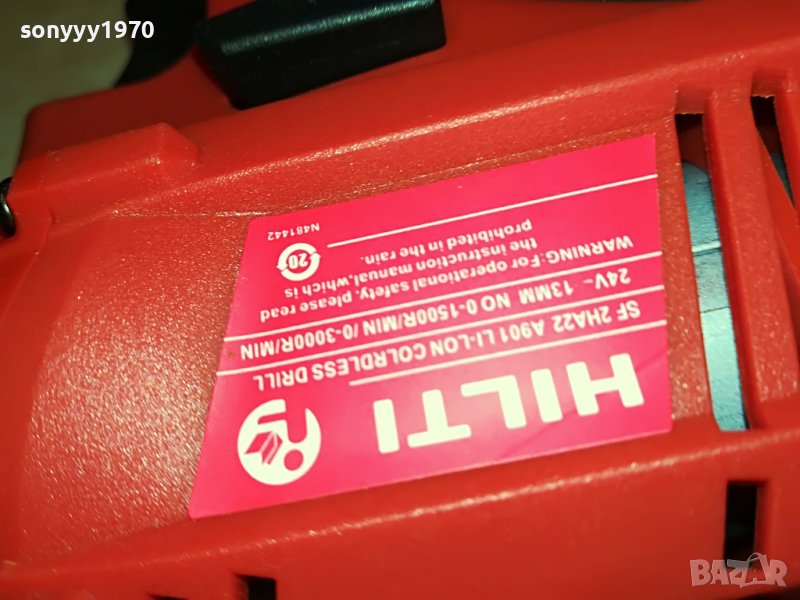 sonyyy1970
HILTI
SF 2HA22 A901 LI-LON COLRDLESS DRILL
24V⎓ 13MM NO 0-1500R/MIN /0-3000R/MIN
WARNING:For operational safety, please read
the instruction manual,which is
prohibited in the rain.
20
N481442
BAZAR